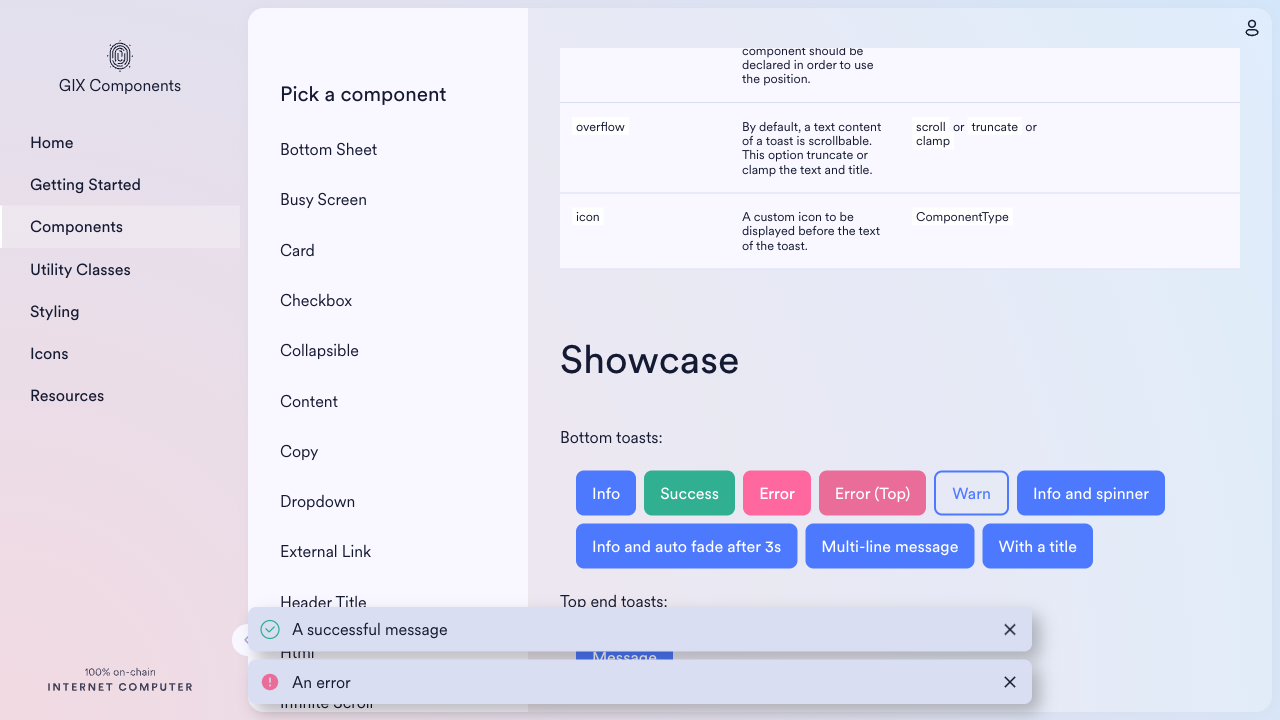 GIX Components
Home
Getting Started
Components
Utility Classes
Styling
Icons
Resources
100% on-chain
INTERNET COMPUTER
Pick a component
Bottom Sheet
Busy Screen
Card
Checkbox
Collapsible
Content
Copy
Dropdown
External Link
Header Title
Html
Infinite Scroll
component should be
declared in order to use
the position.
overflow
By default, a text content
of a toast is scrollable.
This option truncate or
clamp the text and title.
scroll or truncate or
clamp
icon
A custom icon to be
displayed before the text
of the toast.
ComponentType
Showcase
Bottom toasts:
Info
Success
Error
Error (Top)
Warn
Info and spinner
Info and auto fade after 3s
Multi-line message
With a title
Top end toasts:
Message
A successful message
An error